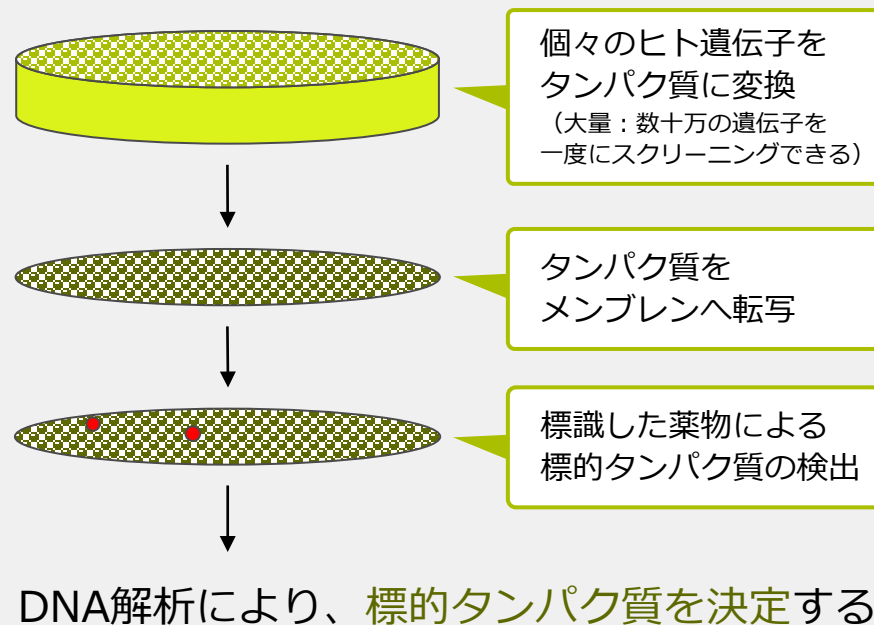 個々のヒト遺伝子を
タンパク質に変換
（大量：数十万の遺伝子を
一度にスクリーニングできる）
タンパク質を
メンブレンへ転写
標識した薬物による
標的タンパク質の検出
DNA解析により、標的タンパク質を決定する